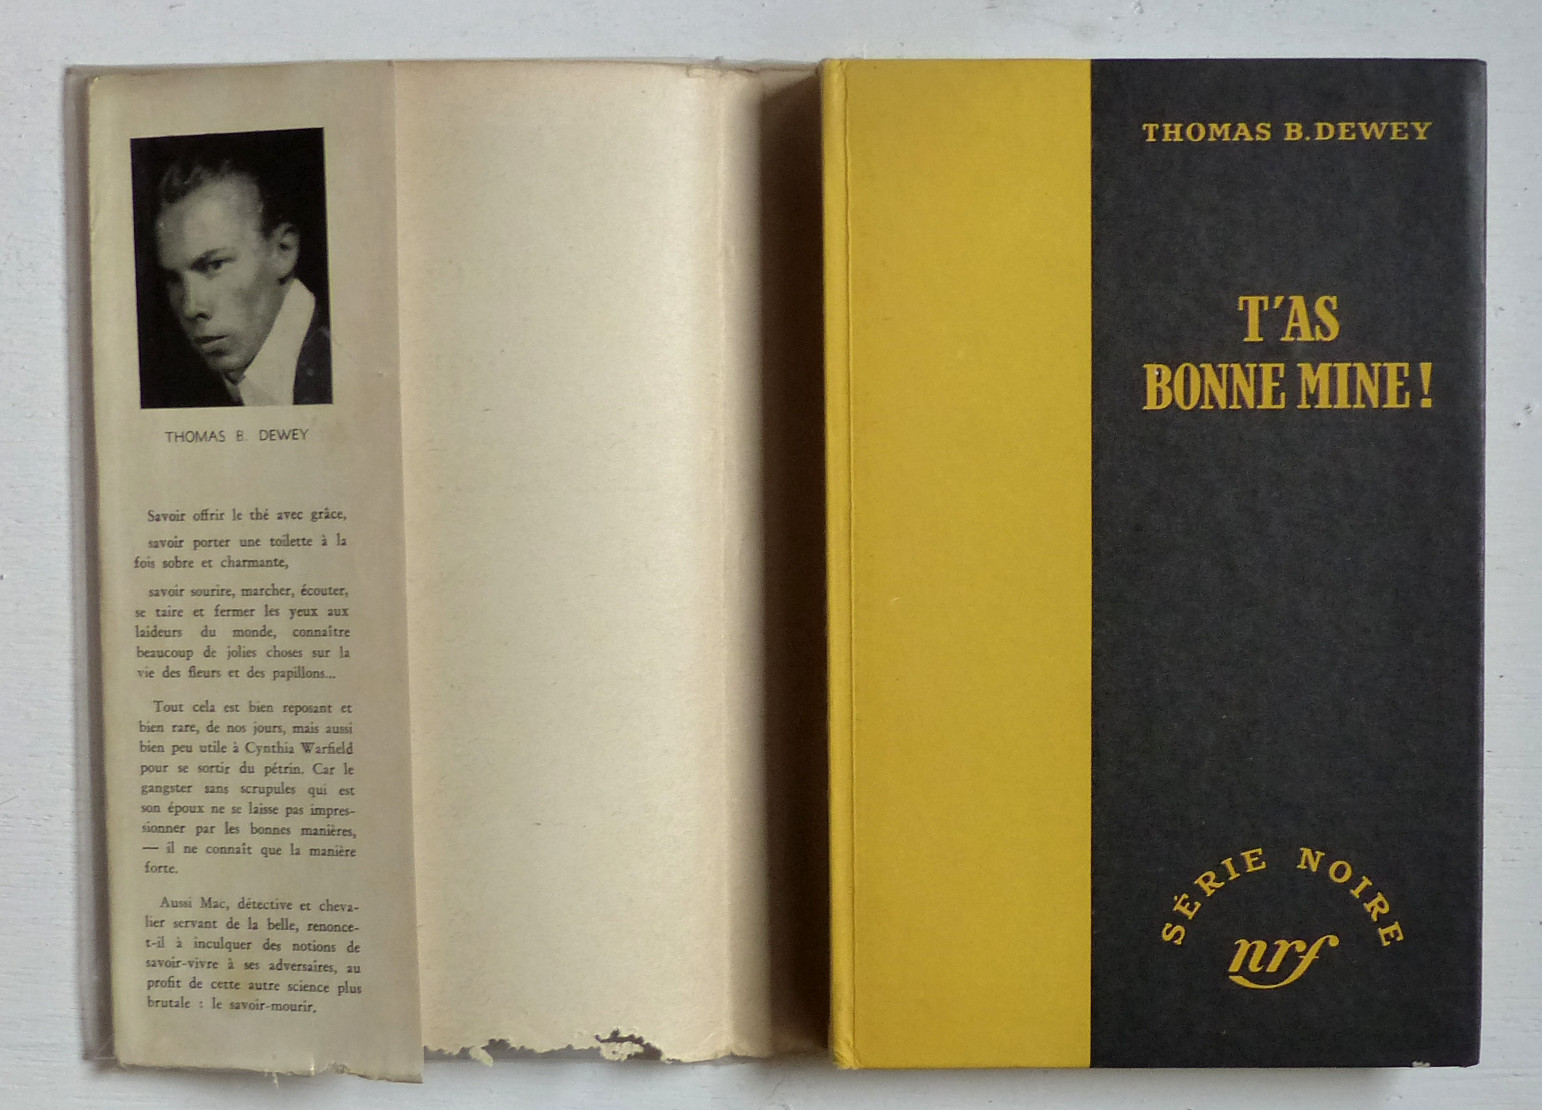 THOMAS B. DEWEY
Savoir offrir le thé avec grâce,
savoir porter une toilette à la
fois sobre et charmante,
savoir sourire, marcher, écouter,
se taire et fermer les yeux aux
laideurs du monde, connaître
beaucoup de jolies choses sur la
vie des fleurs et des papillons...
Tout cela est bien reposant et
bien rare, de nos jours, mais aussi
bien peu utile à Cynthia Warfield
pour se sortir du pétrin. Car le
gangster sans scrupules qui est
son époux ne se laisse pas impres-
sionner par les bonnes manières,
— il ne connaît que la manière
forte.
Aussi Mac, détective et cheva-
lier servant de la belle, renonce-
t-il à inculquer des notions de
savoir-vivre à ses adversaires, au
profit de cette autre science plus
brutale : le savoir-mourir.
THOMAS B. DEWEY
T'AS
BONNE MINE !
SÉRIE NOIRE
nrf